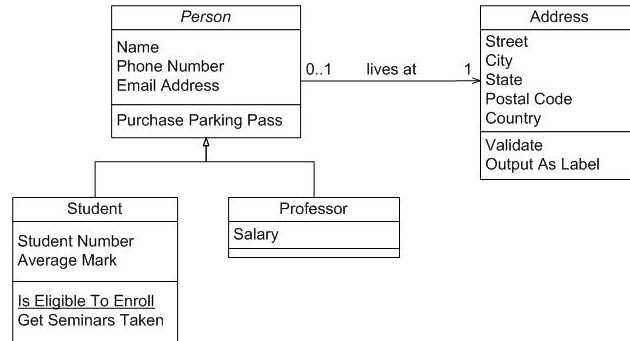 Person
Name
Phone Number
Email Address
Purchase Parking Pass
0..1 lives at 1
Address
Street
City
State
Postal Code
Country
Validate
Output As Label
Student
Student Number
Average Mark
Is Eligible To Enroll
Get Seminars Taken
Professor
Salary